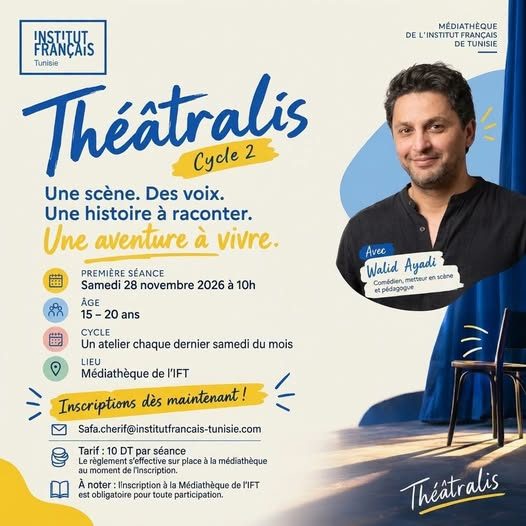 INSTITUT
FRANÇAIS
Tunisie
MÉDIATHÈQUE
DE L'INSTITUT FRANÇAIS
DE TUNISIE
Théâtralis
Cycle 2
Une scène. Des voix.
Une histoire à raconter.
Une aventure à vivre.
Avec
Walid Ayadi
Comédien, metteur en scène
et pédagogue
PREMIÈRE SÉANCE
Samedi 28 novembre 2026 à 10h
ÂGE
15 – 20 ans
CYCLE
Un atelier chaque dernier samedi du mois
LIEU
Médiathèque de l'IFT
Inscriptions dès maintenant !
Safa.cherif@institutfrancais-tunisie.com
Tarif : 10 DT par séance
Le règlement s'effective sur place à la médiathèque
au moment de l'inscription.
À noter : l'inscription à la Médiathèque de l'IFT
est obligatoire pour toute participation.
Théâtralis